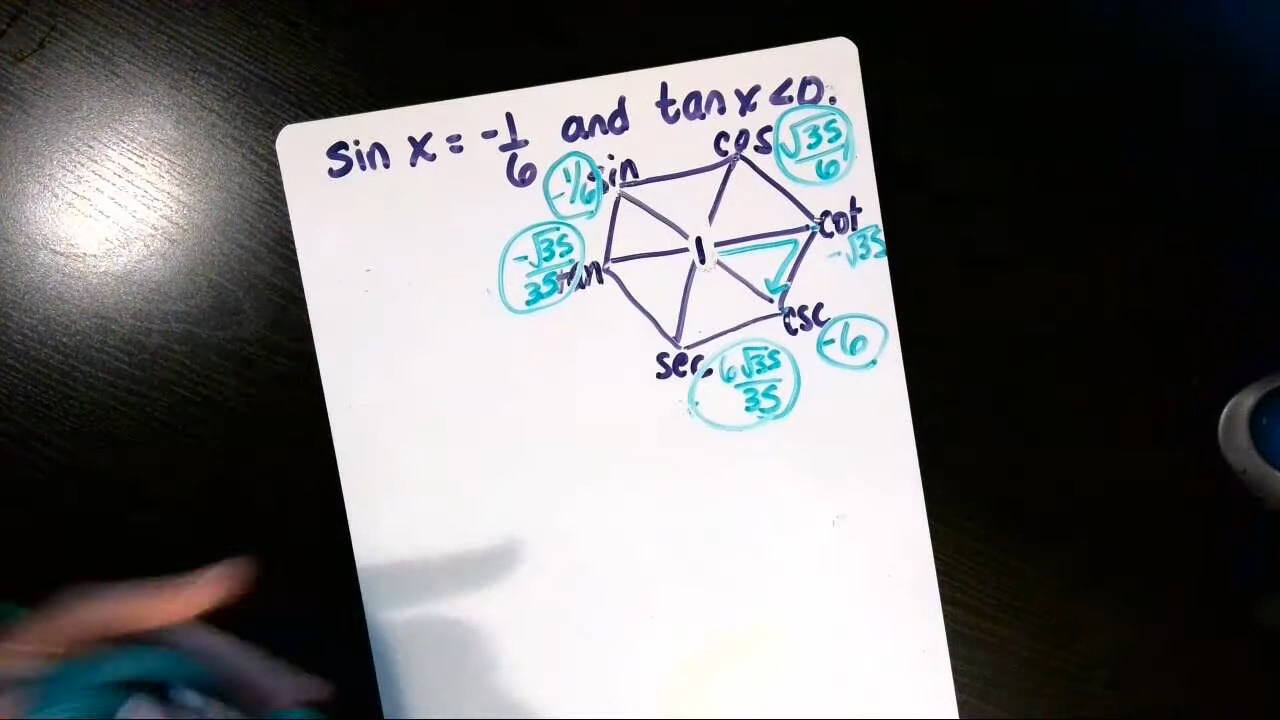 sin x = -1/6 and tan x < 0.
cos √35/6
-1/6 sin
cot -√35
1
-√35/35 tan
csc -6
sec 6√35/35